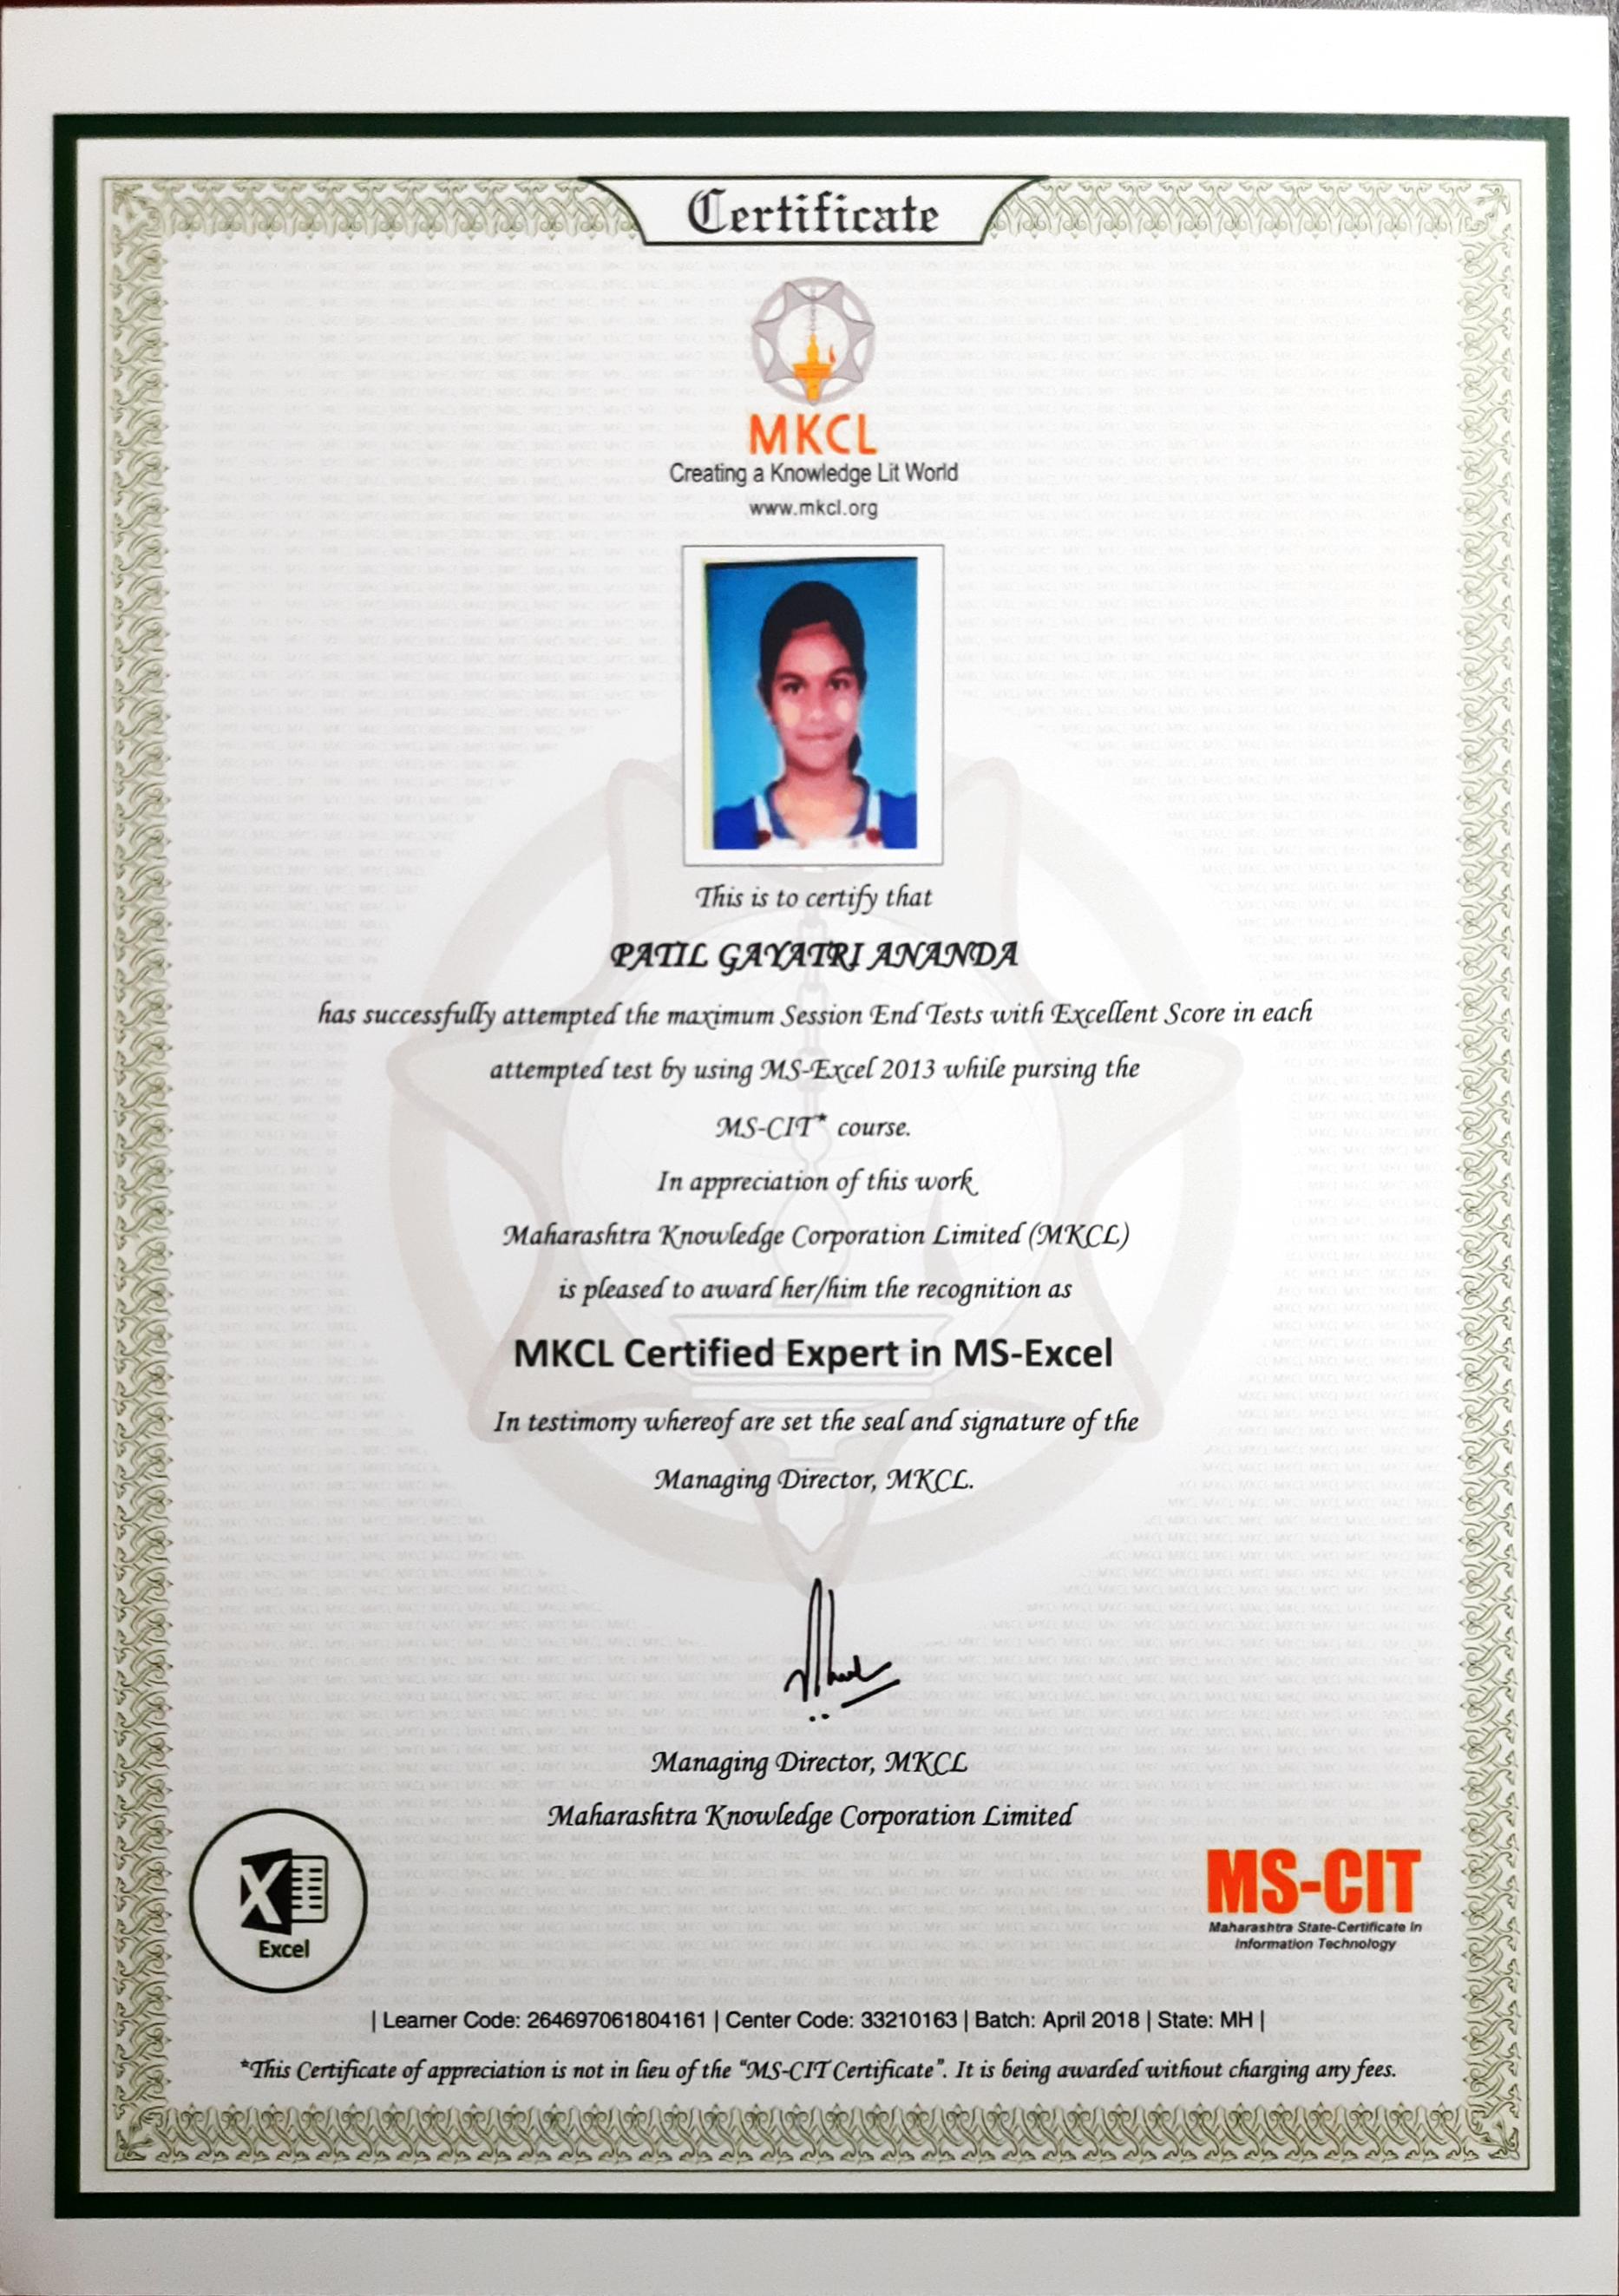 Certificate
MKCL
Creating a Knowledge Lit World
www.mkcl.org
This is to certify that
PATIL GAYATRI ANANDA
has successfully attempted the maximum Session End Tests with Excellent Score in each
attempted test by using MS-Excel 2013 while pursing the
MS-CIT* course.
In appreciation of this work
Maharashtra Knowledge Corporation Limited (MKCL)
is pleased to award her/him the recognition as
MKCL Certified Expert in MS-Excel
In testimony whereof are set the seal and signature of the
Managing Director, MKCL.
Managing Director, MKCL
Maharashtra Knowledge Corporation Limited
X
Excel
MS-CIT
Maharashtra State-Certificate in
Information Technology
| Learner Code: 264697061804161 | Center Code: 33210163 | Batch: April 2018 | State: MH |
*This Certificate of appreciation is not in lieu of the “MS-CIT Certificate”. It is being awarded without charging any fees.